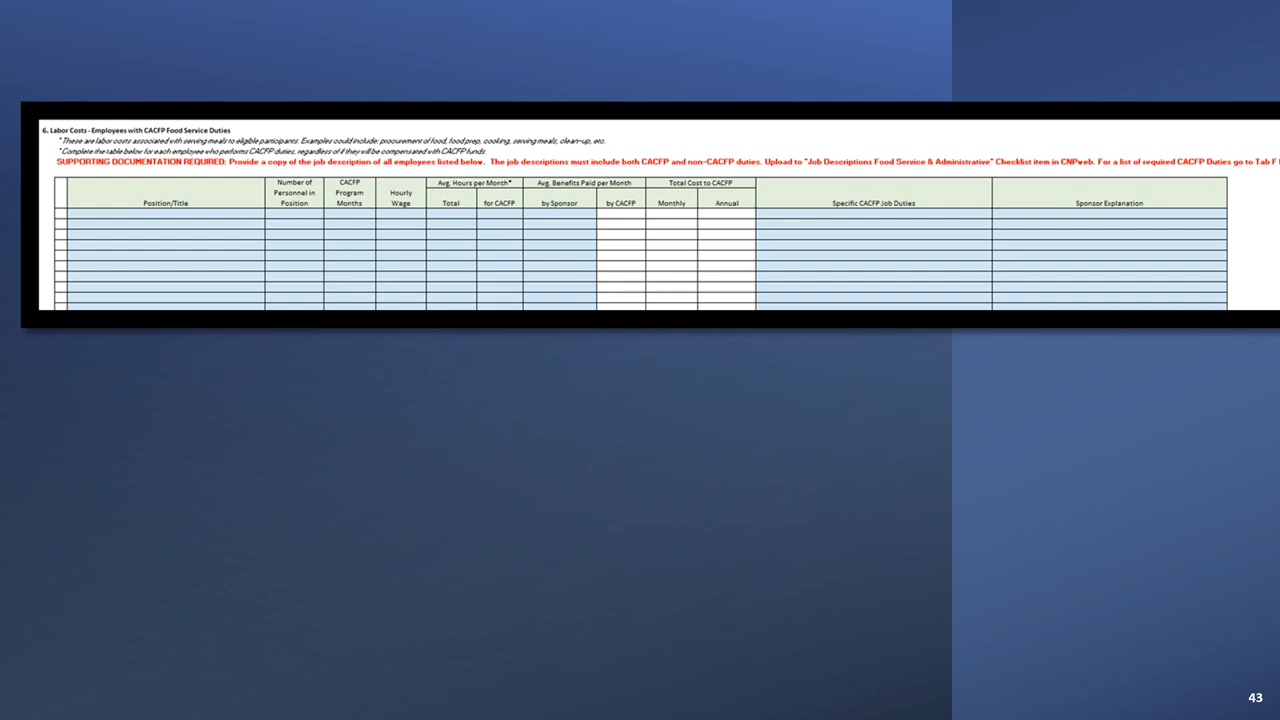 6. Labor Costs - Employees with CACFP Food Service Duties
* These are labor costs associated with serving meals to eligible participants. Examples could include: procurement of food, food prep, cooking, serving meals, clean-up, etc.
* Complete the table below for each employee who performs CACFP duties, regardless of if they will be compensated with CACFP funds.
SUPPORTING DOCUMENTATION REQUIRED: Provide a copy of the job description of all employees listed below. The job descriptions must include both CACFP and non-CACFP duties. Upload to "Job Descriptions Food Service & Administrative" Checklist item in CNPweb. For a list of required CACFP Duties go to Tab F
Position/Title
Number of
Personnel in
Position
CACFP
Program
Months
Hourly
Wage
Avg. Hours per Month*
Total
for CACFP
Avg. Benefits Paid per Month
by Sponsor
by CACFP
Total Cost to CACFP
Monthly
Annual
Specific CACFP Job Duties
Sponsor Explanation
43